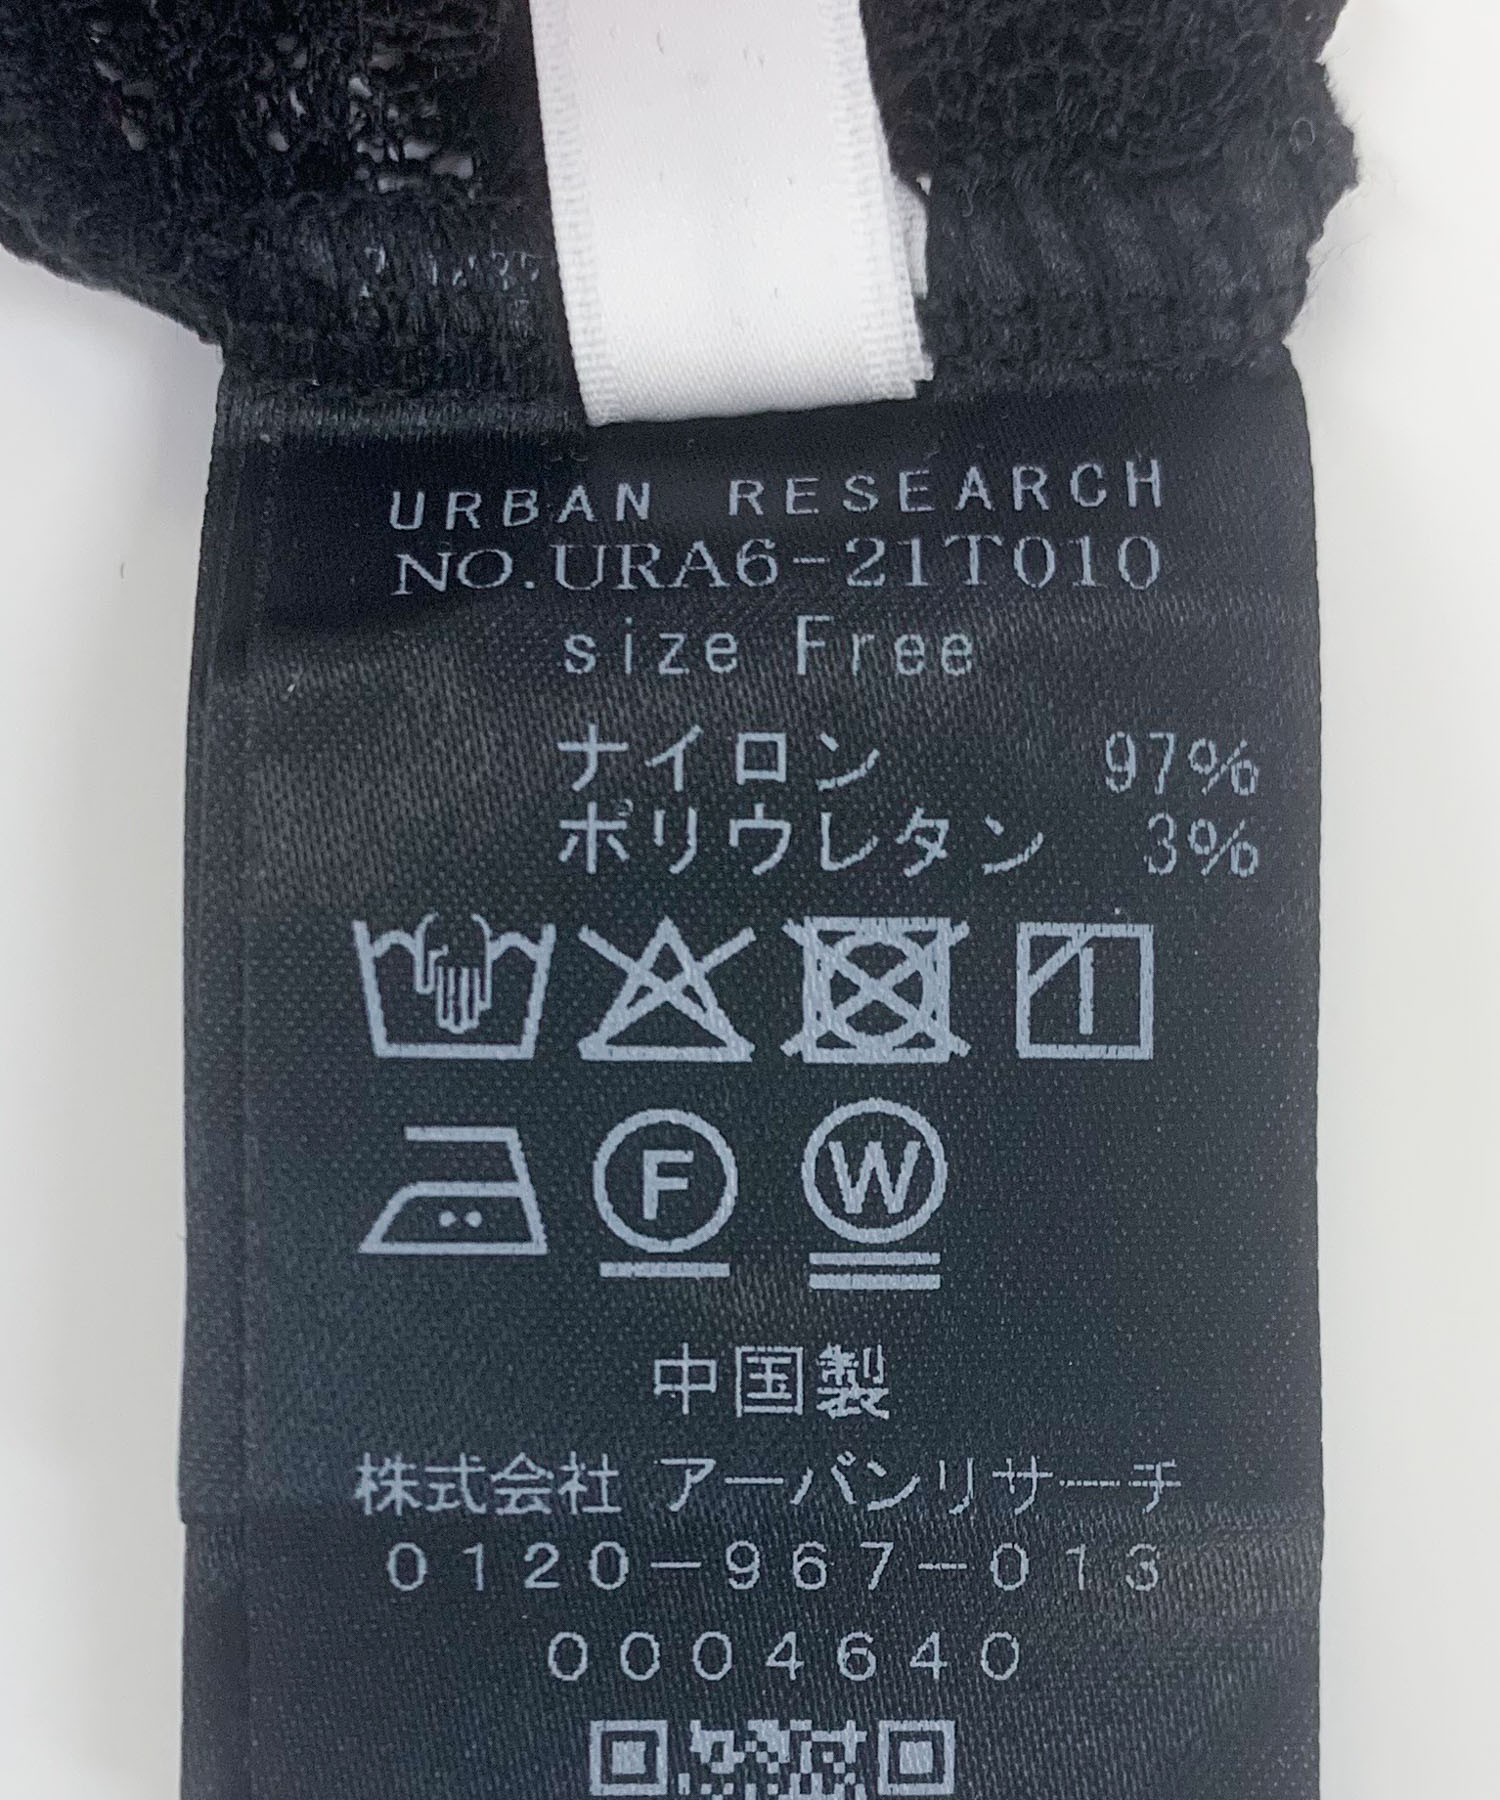 URBAN RESEARCH
NO.URA6-21T010
size Free
ナイロン 97%
ポリウレタン 3%
F W
中国製
株式会社 アーバンリサーチ
0120-967-013
0004640